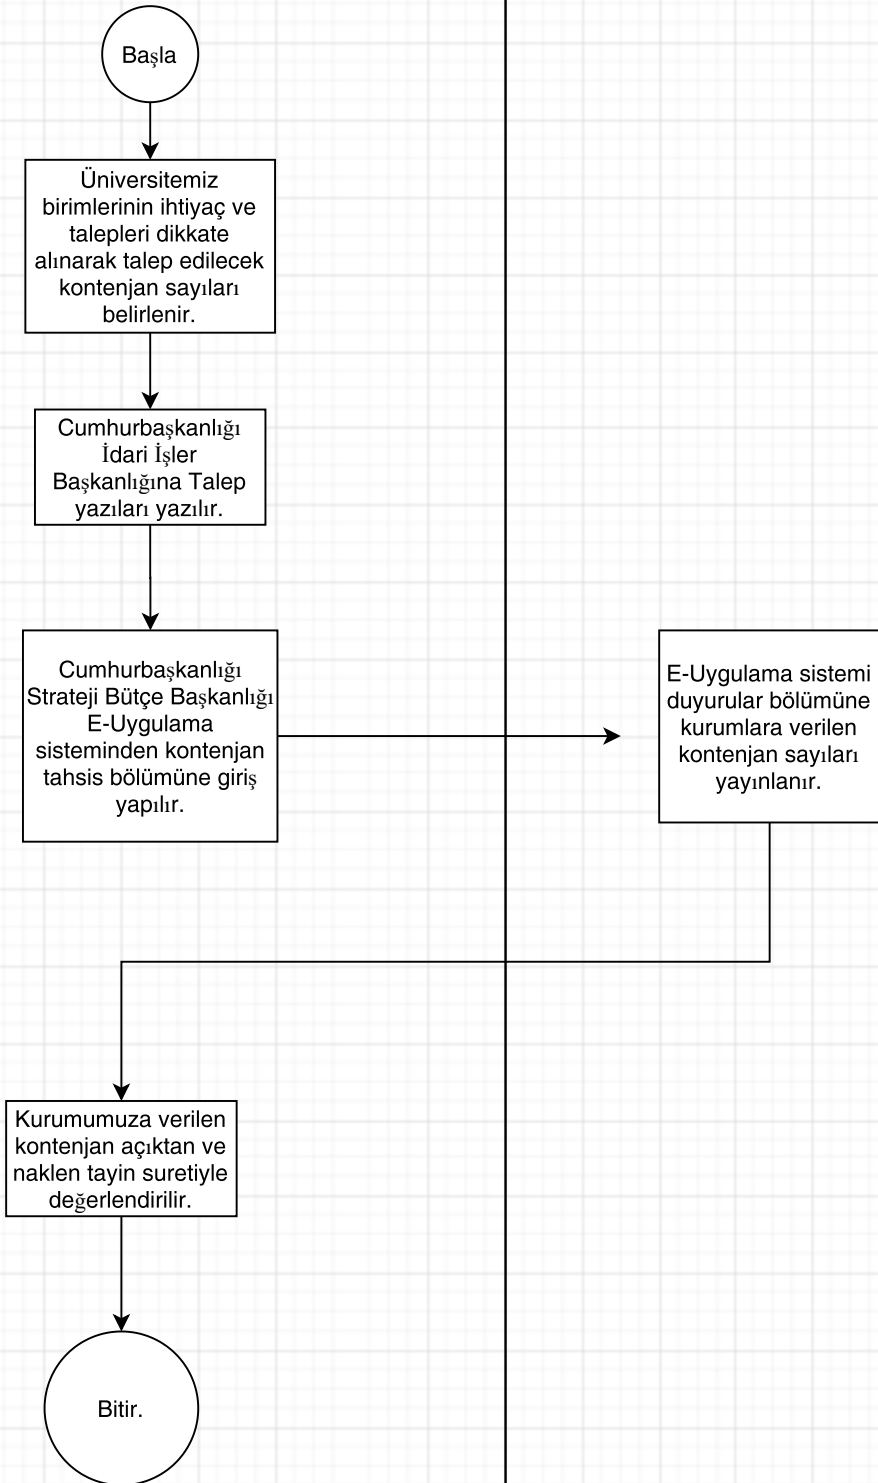 Başla
Üniversitemiz
birimlerinin ihtiyaç ve
talepleri dikkate
alınarak talep edilecek
kontenjan sayıları
belirlenir.
Cumhurbaşkanlığı
İdari İşler
Başkanlığına Talep
yazıları yazılır.
Cumhurbaşkanlığı
Strateji Bütçe Başkanlığı
E-Uygulama
sisteminden kontenjan
tahsis bölümüne giriş
yapılır.
E-Uygulama sistemi
duyurular bölümüne
kurumlara verilen
kontenjan sayıları
yayınlanır.
Kurumumuza verilen
kontenjan açıktan ve
naklen tayin suretiyle
değerlendirilir.
Bitir.